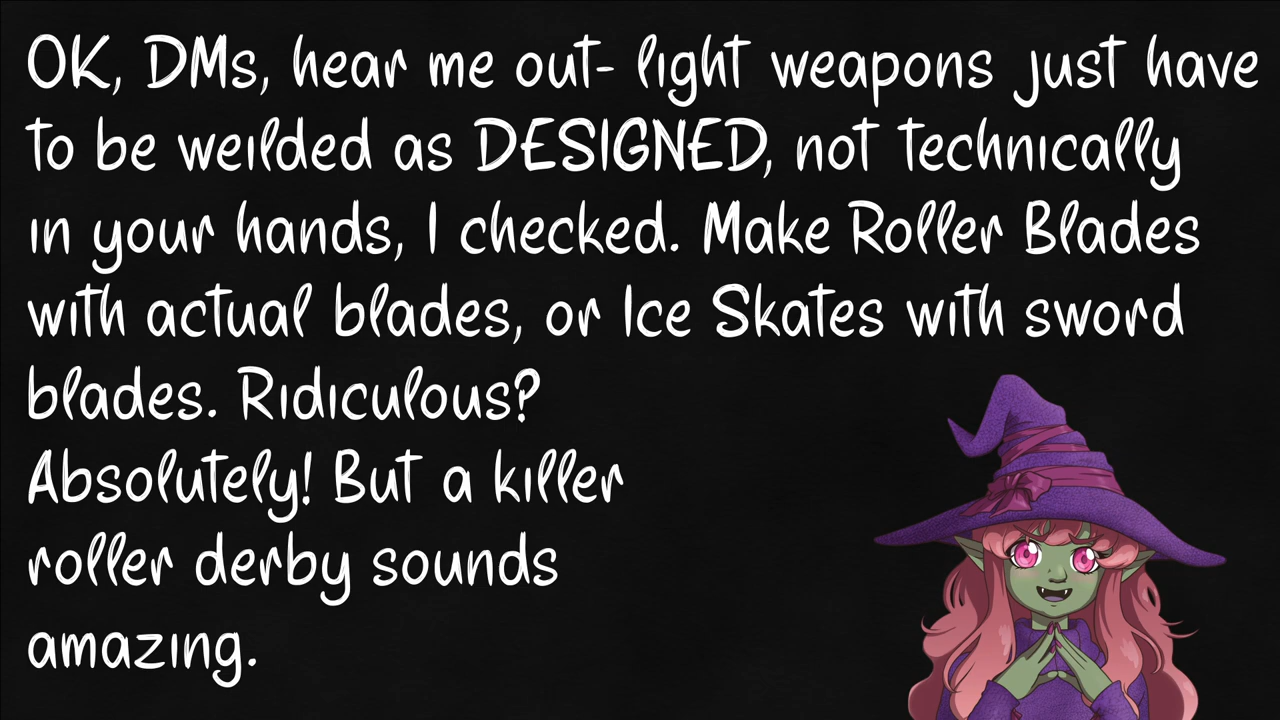 OK, DMs, hear me out- light weapons just have
to be weilded as DESIGNED, not technically
in your hands, I checked. Make Roller Blades
with actual blades, or Ice Skates with sword
blades. Ridiculous?
Absolutely! But a killer
roller derby sounds
amazing.